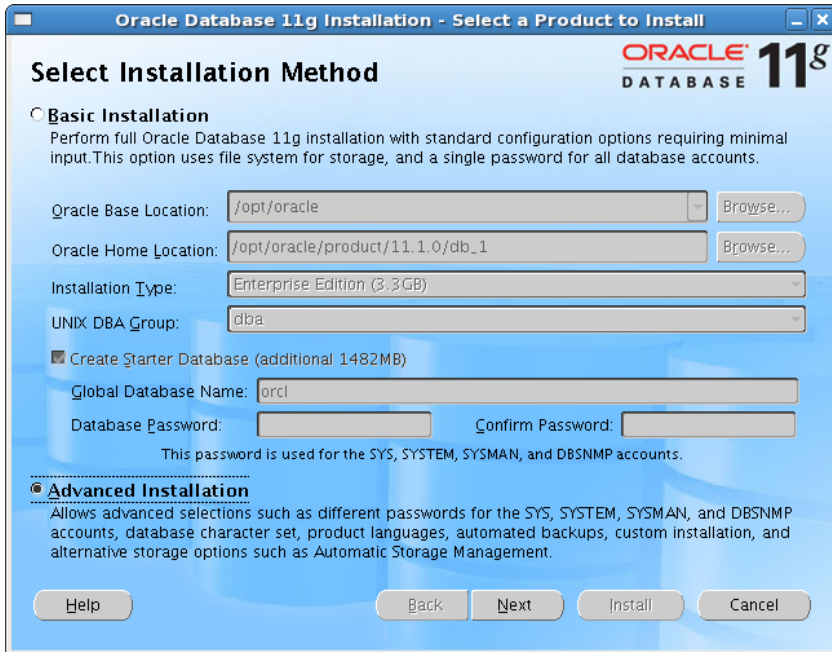 Oracle Database 11g Installation - Select a Product to Install
Select Installation Method
ORACLE
DATABASE 11g
Basic Installation
Perform full Oracle Database 11g installation with standard configuration options requiring minimal
input.This option uses file system for storage, and a single password for all database accounts.
Oracle Base Location: /opt/oracle Browse...
Oracle Home Location: /opt/oracle/product/11.1.0/db_1 Browse...
Installation Type: Enterprise Edition (3.3GB)
UNIX DBA Group: dba
Create Starter Database (additional 1482MB)
Global Database Name: orcl
Database Password: Confirm Password:
This password is used for the SYS, SYSTEM, SYSMAN, and DBSNMP accounts.
Advanced Installation
Allows advanced selections such as different passwords for the SYS, SYSTEM, SYSMAN, and DBSNMP
accounts, database character set, product languages, automated backups, custom installation, and
alternative storage options such as Automatic Storage Management.
Help Back Next Install Cancel